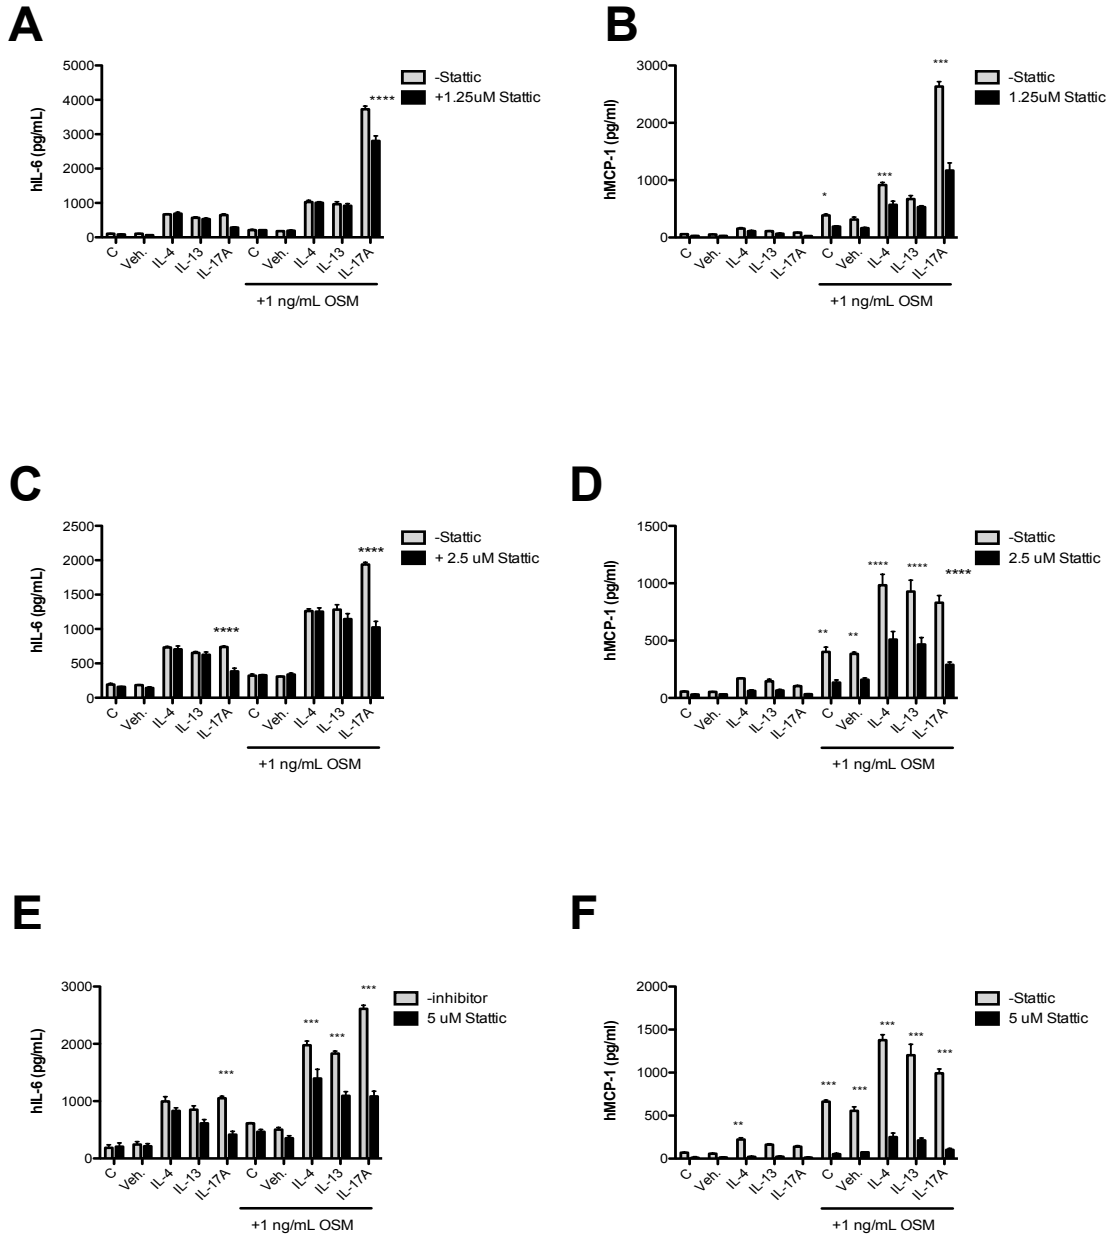 A
hIL-6 (pg/mL)
5000
4000
3000
2000
1000
0
C
Veh.
IL-4
IL-13
IL-17A
C
Veh.
IL-4
IL-13
IL-17A
+1 ng/mL OSM
****
-Stattic
+1.25uM Stattic
B
hMCP-1 (pg/ml)
3000
2000
1000
0
C
Veh.
IL-4
IL-13
IL-17A
C
Veh.
IL-4
IL-13
IL-17A
+1 ng/mL OSM
*
***
***
-Stattic
1.25uM Stattic
C
hIL-6 (pg/mL)
2500
2000
1500
1000
500
0
C
Veh.
IL-4
IL-13
IL-17A
C
Veh.
IL-4
IL-13
IL-17A
+1 ng/mL OSM
****
****
-Stattic
+ 2.5 uM Stattic
D
hMCP-1 (pg/ml)
1500
1000
500
0
C
Veh.
IL-4
IL-13
IL-17A
C
Veh.
IL-4
IL-13
IL-17A
+1 ng/mL OSM
**
**
****
****
****
-Stattic
2.5 uM Stattic
E
hIL-6 (pg/mL)
3000
2000
1000
0
C
Veh.
IL-4
IL-13
IL-17A
C
Veh.
IL-4
IL-13
IL-17A
+1 ng/mL OSM
***
***
***
***
-inhibitor
5 uM Stattic
F
hMCP-1 (pg/ml)
2000
1500
1000
500
0
C
Veh.
IL-4
IL-13
IL-17A
C
Veh.
IL-4
IL-13
IL-17A
+1 ng/mL OSM
**
***
***
***
***
***
-Stattic
5 uM Stattic